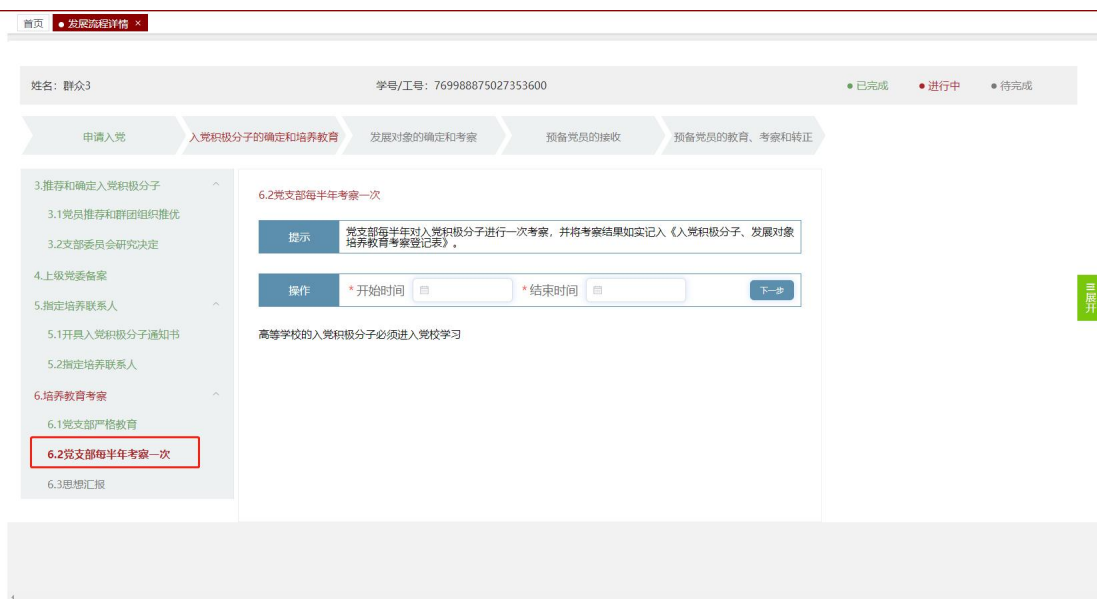 首页 ● 发展流程详情 ×
姓名：群众3 学号/工号：769988875027353600 ● 已完成 ● 进行中 ● 待完成
申请入党 入党积极分子的确定和培养教育 发展对象的确定和考察 预备党员的接收 预备党员的教育、考察和转正
3.推荐和确定入党积极分子
3.1党员推荐和群团组织推优
3.2支部委员会研究决定
4.上级党委备案
5.指定培养联系人
5.1开具入党积极分子通知书
5.2指定培养联系人
6.培养教育考察
6.1党支部严格教育
6.2党支部每半年考察一次
6.3思想汇报
6.2党支部每半年考察一次
提示
党支部每半年对入党积极分子进行一次考察，并将考察结果如实记入《入党积极分子、发展对象
培养教育考察登记表》。
操作 * 开始时间 * 结束时间 下一步
高等学校的入党积极分子必须进入党校学习
展开